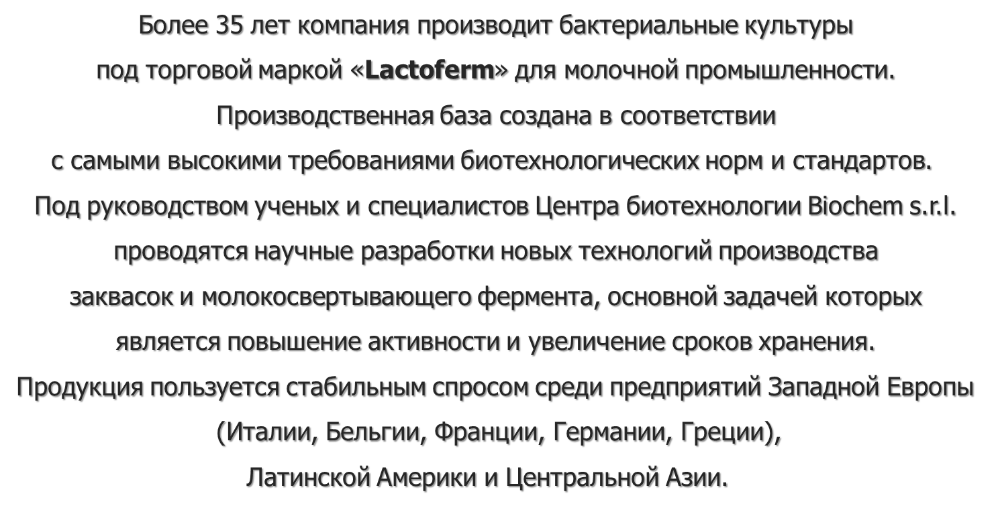 Более 35 лет компания производит бактериальные культуры
под торговой маркой «Lactoferm» для молочной промышленности.
Производственная база создана в соответствии
с самыми высокими требованиями биотехнологических норм и стандартов.
Под руководством ученых и специалистов Центра биотехнологии Biochem s.r.l.
проводятся научные разработки новых технологий производства
заквасок и молокосвертывающего фермента, основной задачей которых
является повышение активности и увеличение сроков хранения.
Продукция пользуется стабильным спросом среди предприятий Западной Европы
(Италии, Бельгии, Франции, Германии, Греции),
Латинской Америки и Центральной Азии.